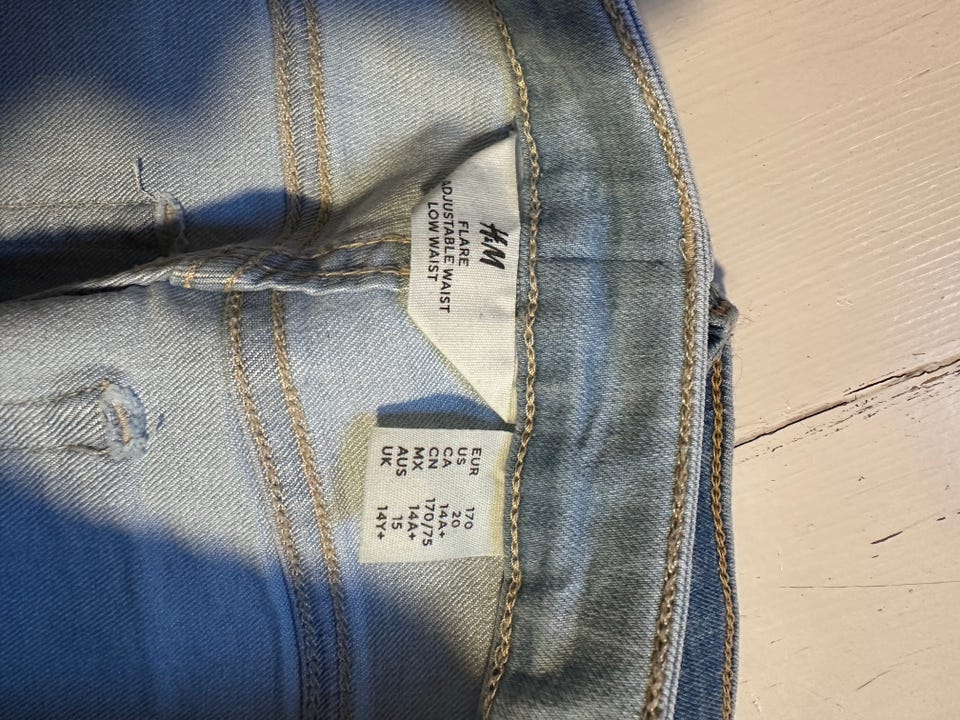 H&M
FLARE
ADJUSTABLE WAIST
LOW WAIST
EUR 170
US 20
CA 14A+
CN 170/75
MX 14A+
AUS 15
UK 14Y+